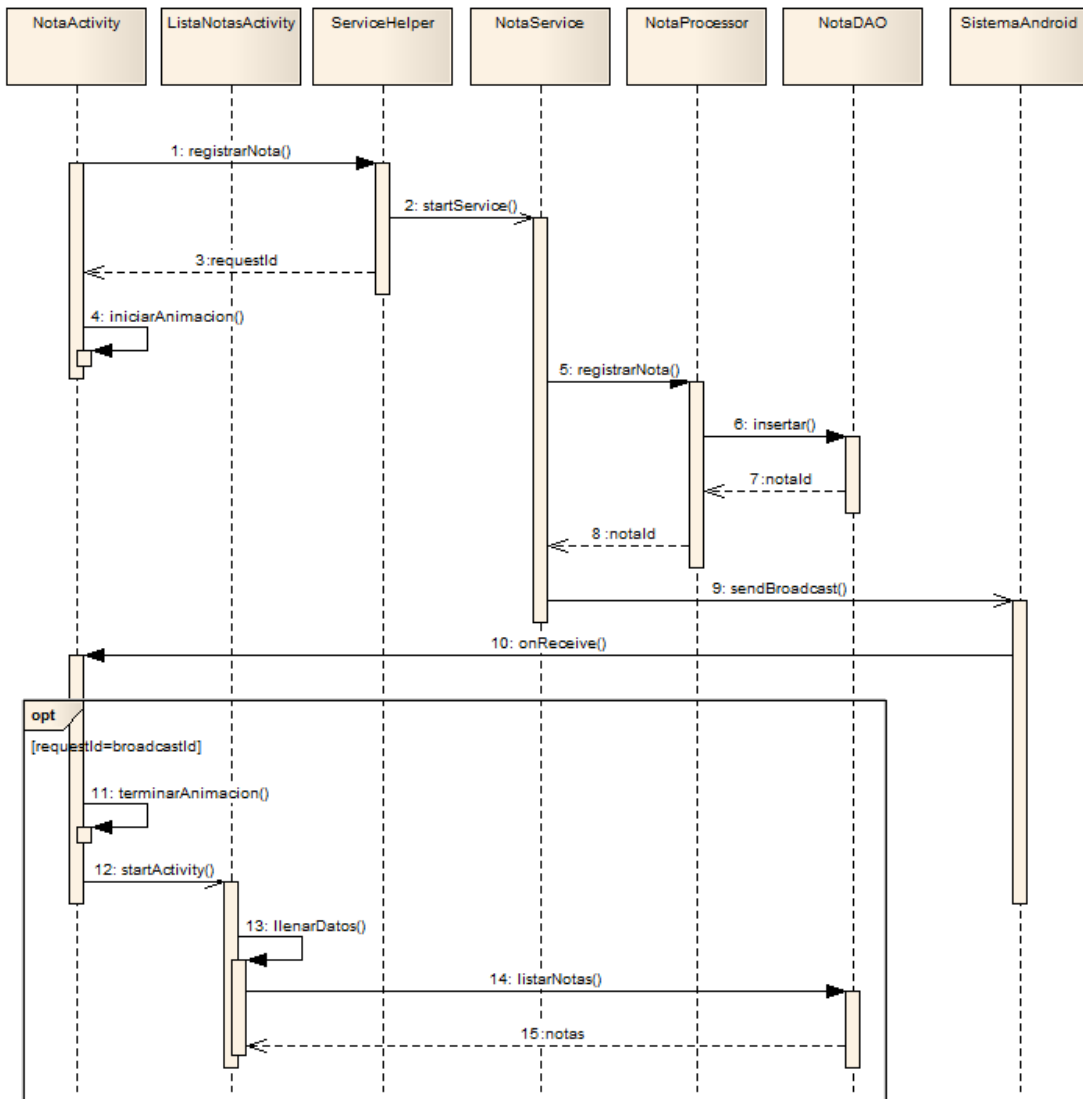 NotaActivity
ListaNotasActivity
ServiceHelper
NotaService
NotaProcessor
NotaDAO
SistemaAndroid
1: registrarNota()
2: startService()
3:requestId
4: iniciarAnimacion()
5: registrarNota()
6: insertar()
7:notaId
8 :notaId
9: sendBroadcast()
10: onReceive()
opt
[requestId=broadcastId]
11: terminarAnimacion()
12: startActivity()
13: llenarDatos()
14: listarNotas()
15:notas